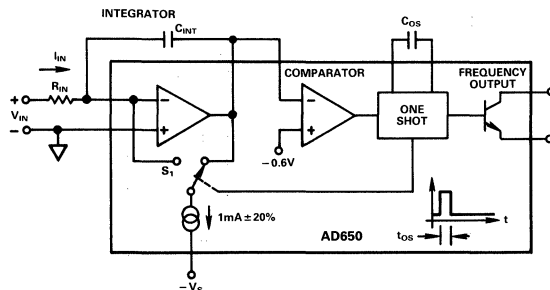 INTEGRATOR
C_INT
C_OS
I_IN
R_IN
COMPARATOR
FREQUENCY
OUTPUT
+
V_IN
-
−
+
−
+
ONE
SHOT
S_1
−0.6V
1mA ± 20%
AD650
t
t_OS
−V_S